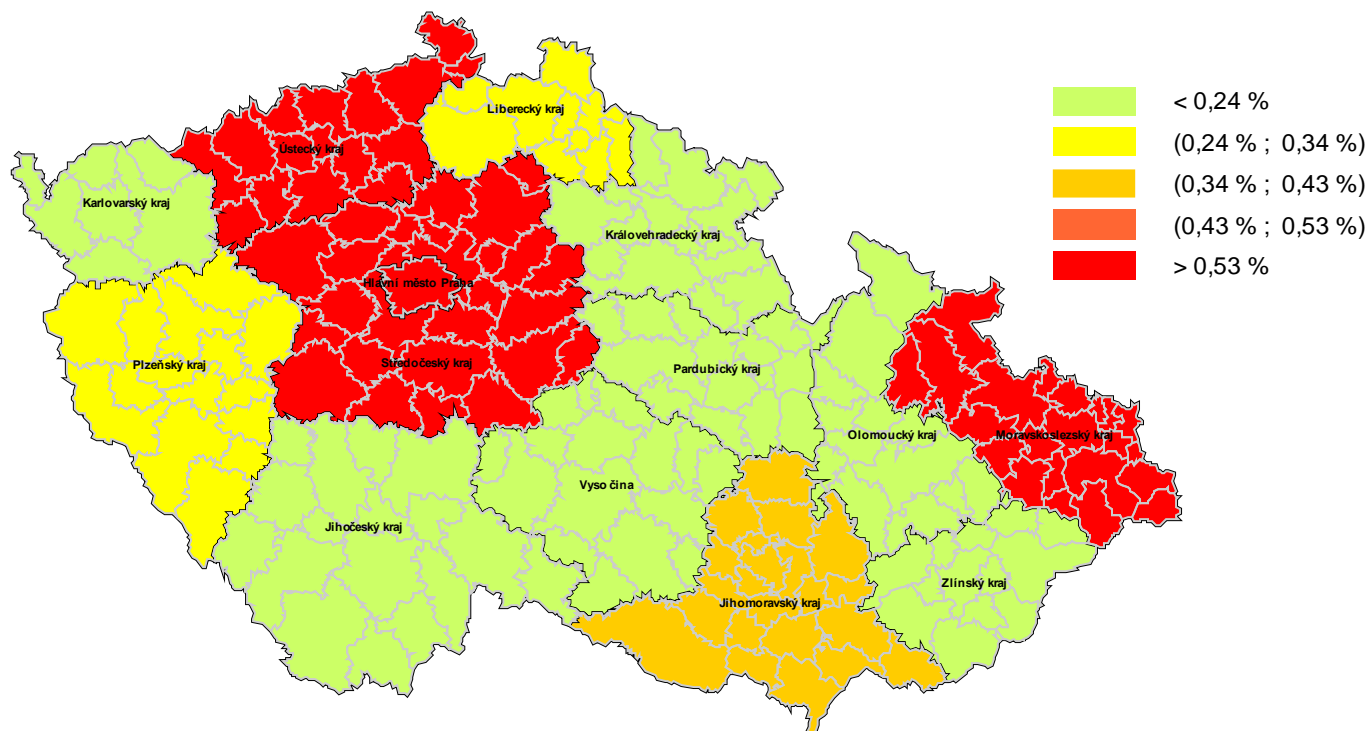 < 0,24 %
(0,24 % ; 0,34 %)
(0,34 % ; 0,43 %)
(0,43 % ; 0,53 %)
> 0,53 %
Liberecký kraj
Ústecký kraj
Karlovarský kraj
Královehradecký kraj
Hlavní město Praha
Plzeňský kraj
Středočeský kraj
Pardubický kraj
Olomoucký kraj
Moravskoslezský kraj
Vyso čina
Jihočeský kraj
Zlínský kraj
Jihomoravský kraj